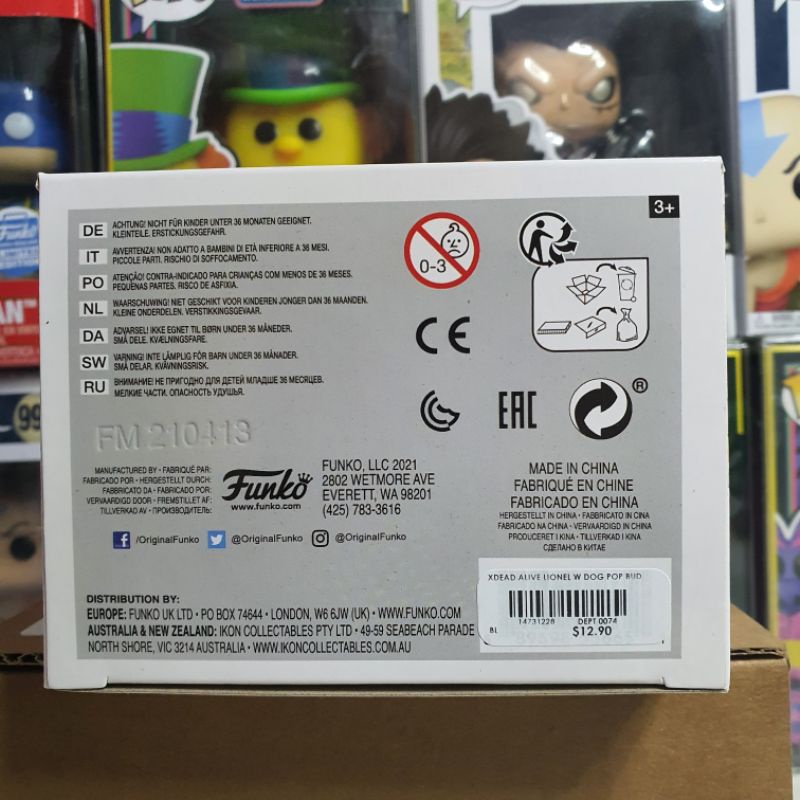 3+
DE ACHTUNG! NICHT FÜR KINDER UNTER 36 MONATEN GEEIGNET.
KLEINTEILE. ERSTICKUNGSGEFAHR.
IT AVVERTENZA! NON ADATTO A BAMBINI DI ETÀ INFERIORE A 36 MESI.
PICCOLE PARTI. RISCHIO DI SOFFOCAMENTO.
PO ATENÇÃO! CONTRA-INDICADO PARA CRIANÇAS COM MENOS DE 36 MESES.
PEQUENAS PARTES. RISCO DE ASFIXIA.
NL WAARSCHUWING! NIET GESCHIKT VOOR KINDEREN JONGER DAN 36 MAANDEN.
KLEINE ONDERDELEN. VERSTIKKINGSGEVAAR.
DA ADVARSEL! IKKE EGNET TIL BØRN UNDER 36 MÅNEDER.
SMÅ DELE. KVÆLNINGSFARE.
SW VARNING! INTE LÄMPLIG FÖR BARN UNDER 36 MÅNADER.
SMÅ DELAR. KVÄVNINGSRISK.
RU ВНИМАНИЕ! НЕ ПРИГОДНО ДЛЯ ДЕТЕЙ МЛАДШЕ 36 МЕСЯЦЕВ.
МЕЛКИЕ ЧАСТИ. ОПАСНОСТЬ УДУШЬЯ.
0-3
CE
EAC
®
FM 210413
MANUFACTURED BY • FABRIQUÉ PAR:
FABRICADO POR • HERGESTELLT DURCH:
FABBRICATO DA • FABRICADO POR:
VERVAARDIGD DOOR • FREMSTILLET AF:
TILLVERKAD AV • ПРОИЗВОДИТЕЛЬ:
Funko
www.funko.com
FUNKO, LLC 2021
2802 WETMORE AVE
EVERETT, WA 98201
(425) 783-3616
MADE IN CHINA
FABRIQUÉ EN CHINE
FABRICADO EN CHINA
HERGESTELLT IN CHINA • FABBRICATO IN CINA
FABRICADO NA CHINA • VERVAARDIGD IN CHINA
PRODUCERET I KINA • TILLVERKAD I KINA
СДЕЛАНО В КИТАЕ
/OriginalFunko @OriginalFunko @OriginalFunko
DISTRIBUTION BY:
EUROPE: FUNKO UK LTD • PO BOX 74644 • LONDON, W6 6JW (UK) • WWW.FUNKO.COM
AUSTRALIA & NEW ZEALAND: IKON COLLECTABLES PTY LTD • 49-59 SEABEACH PARADE
NORTH SHORE, VIC 3214 AUSTRALIA • WWW.IKONCOLLECTABLES.COM.AU
XDEAD ALIVE LIONEL W DOG POP BUD
14731228 DEPT 0074
BL $12.90
Funko
AN™
99